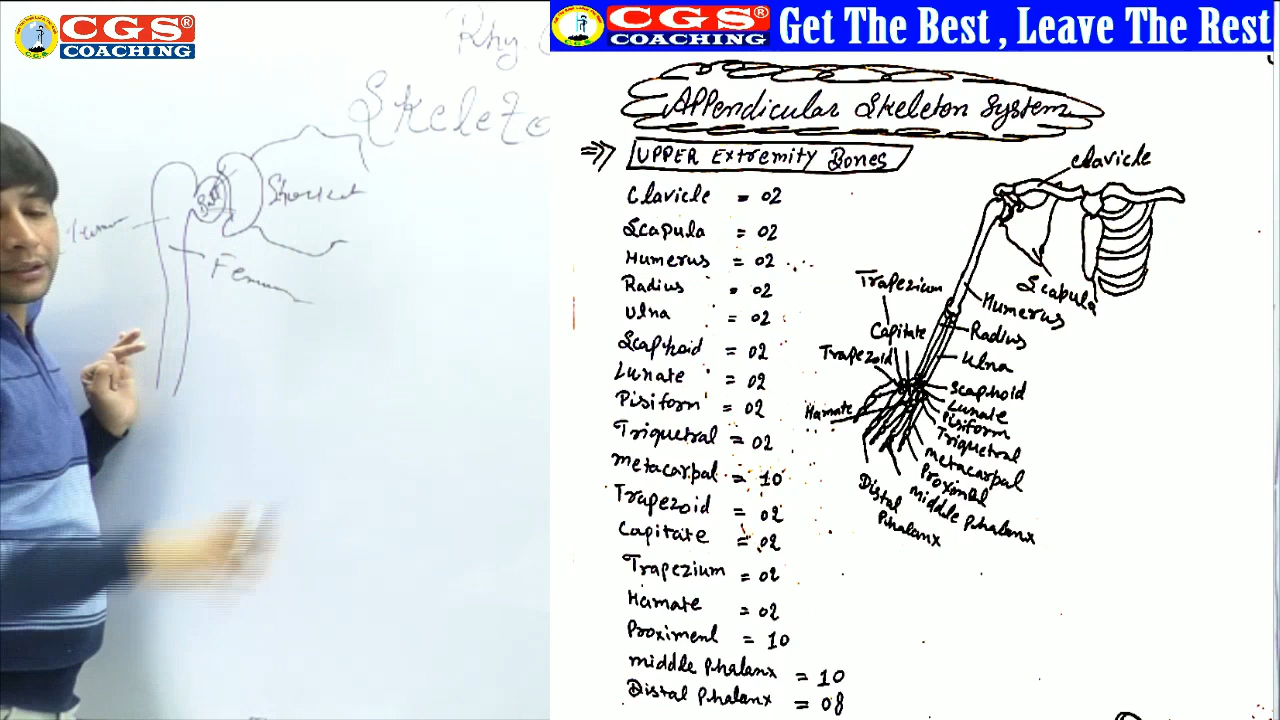 CGS®
COACHING
Phy.
Skeleto
Ball
Femur
CGS®
COACHING
Get The Best , Leave The Rest
Appendicular Skeleton System
UPPER Extremity Bones
Clavicle = 02
Scapula = 02
Humerus = 02
Radius = 02
Ulna = 02
Scaphoid = 02
Lunate = 02
Pisiform = 02
Triquetral = 02
metacarpal = 10
Trapezoid = 02
Capitate = 02
Trapezium = 02
Hamate = 02
Proximenl = 10
middle Phalanx = 10
Distal Phalanx = 08
Clavicle
Scapula
Humerus
Trapezium
Capitate
Radius
Trapezoid
Ulna
Scaphoid
Hamate
Lunate
Pisiform
Triquetral
metacarpal
Proximal
middle Phalanx
Distal
Phalanx